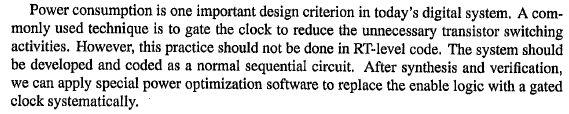 Power consumption is one important design criterion in today's digital system. A com-
monly used technique is to gate the clock to reduce the unnecessary transistor switching
activities. However, this practice should not be done in RT-level code. The system should
be developed and coded as a normal sequential circuit. After synthesis and verification,
we can apply special power optimization software to replace the enable logic with a gated
clock systematically.